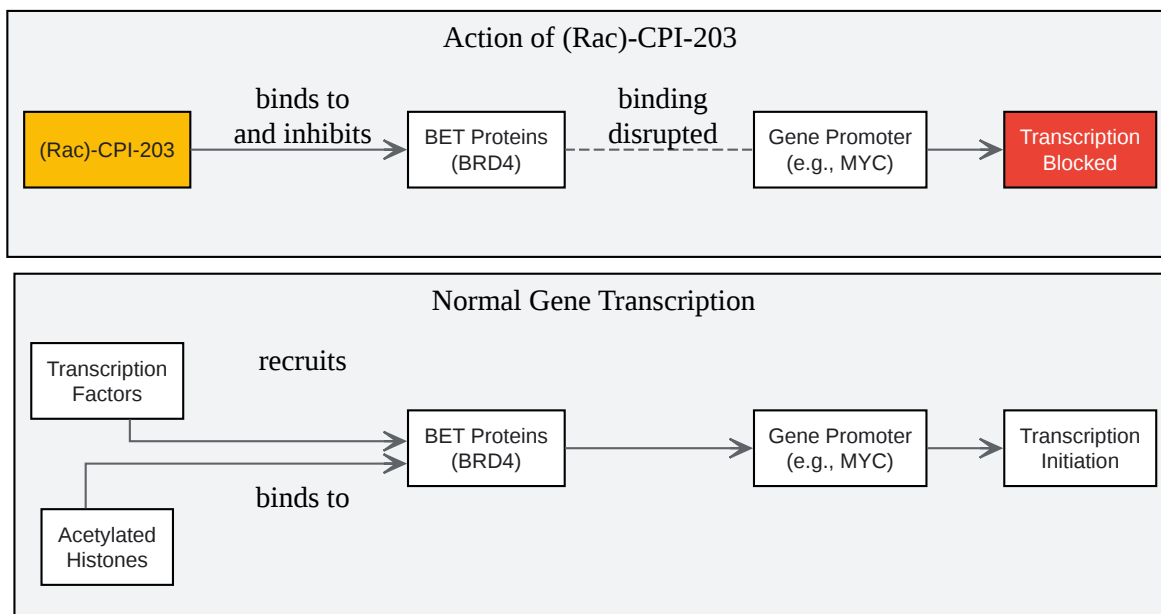 Action of (Rac)-CPI-203
binds to
and inhibits
binding
disrupted
(Rac)-CPI-203
BET Proteins
(BRD4)
Gene Promoter
(e.g., MYC)
Transcription
Blocked
Normal Gene Transcription
Transcription
Factors
recruits
BET Proteins
(BRD4)
Gene Promoter
(e.g., MYC)
Transcription
Initiation
binds to
Acetylated
Histones